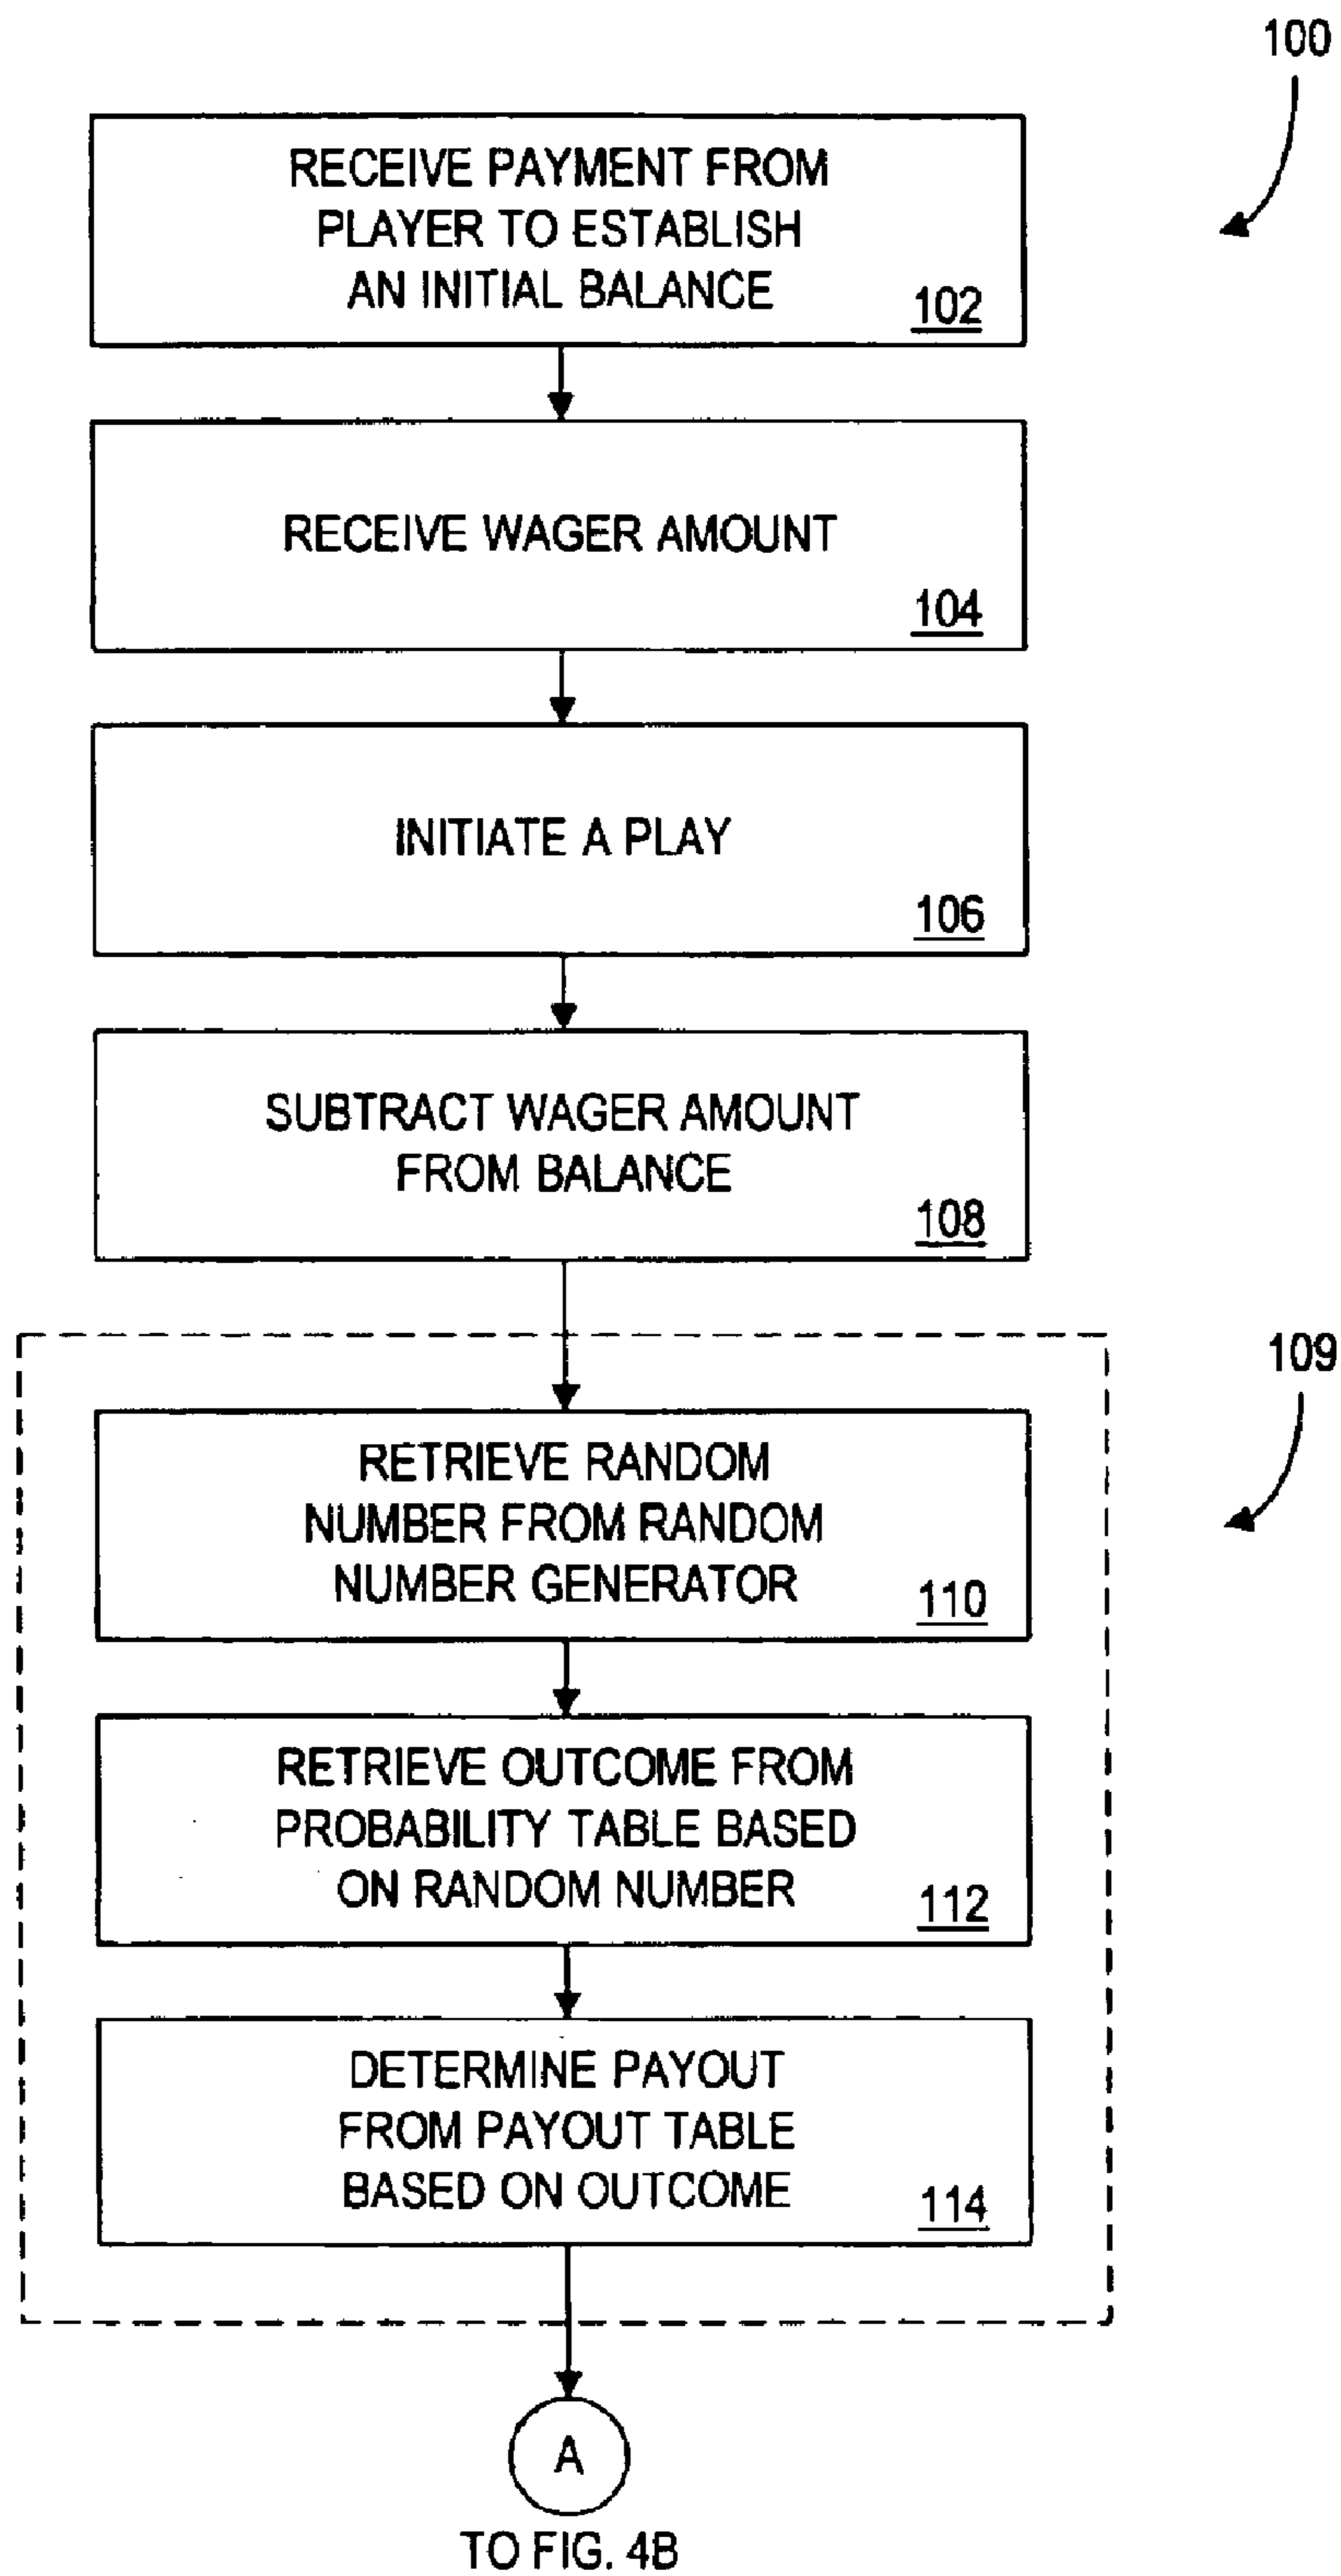 100
RECEIVE PAYMENT FROM
PLAYER TO ESTABLISH
AN INITIAL BALANCE
102
RECEIVE WAGER AMOUNT
104
INITIATE A PLAY
106
SUBTRACT WAGER AMOUNT
FROM BALANCE
108
109
RETRIEVE RANDOM
NUMBER FROM RANDOM
NUMBER GENERATOR
110
RETRIEVE OUTCOME FROM
PROBABILITY TABLE BASED
ON RANDOM NUMBER
112
DETERMINE PAYOUT
FROM PAYOUT TABLE
BASED ON OUTCOME
114
A
TO FIG. 4B